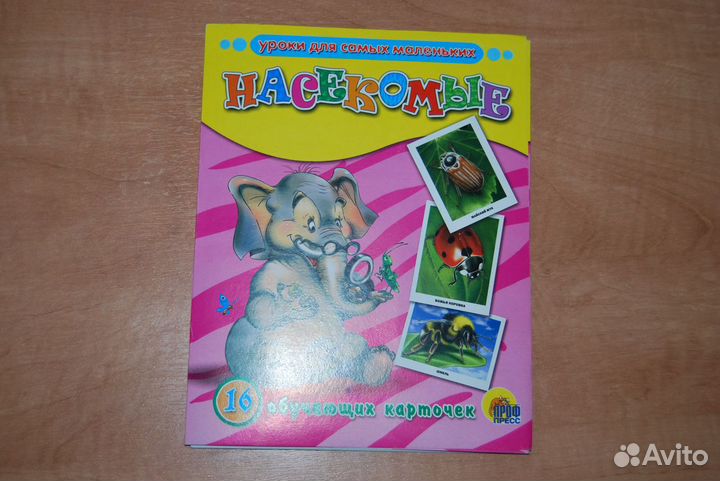 уроки для самых маленьких
НАСЕКОМЫЕ
МАЙСКИЙ ЖУК
БОЖЬЯ КОРОВКА
ШМЕЛЬ
16 обучающих карточек
ПРОФ
ПРЕСС
Avito